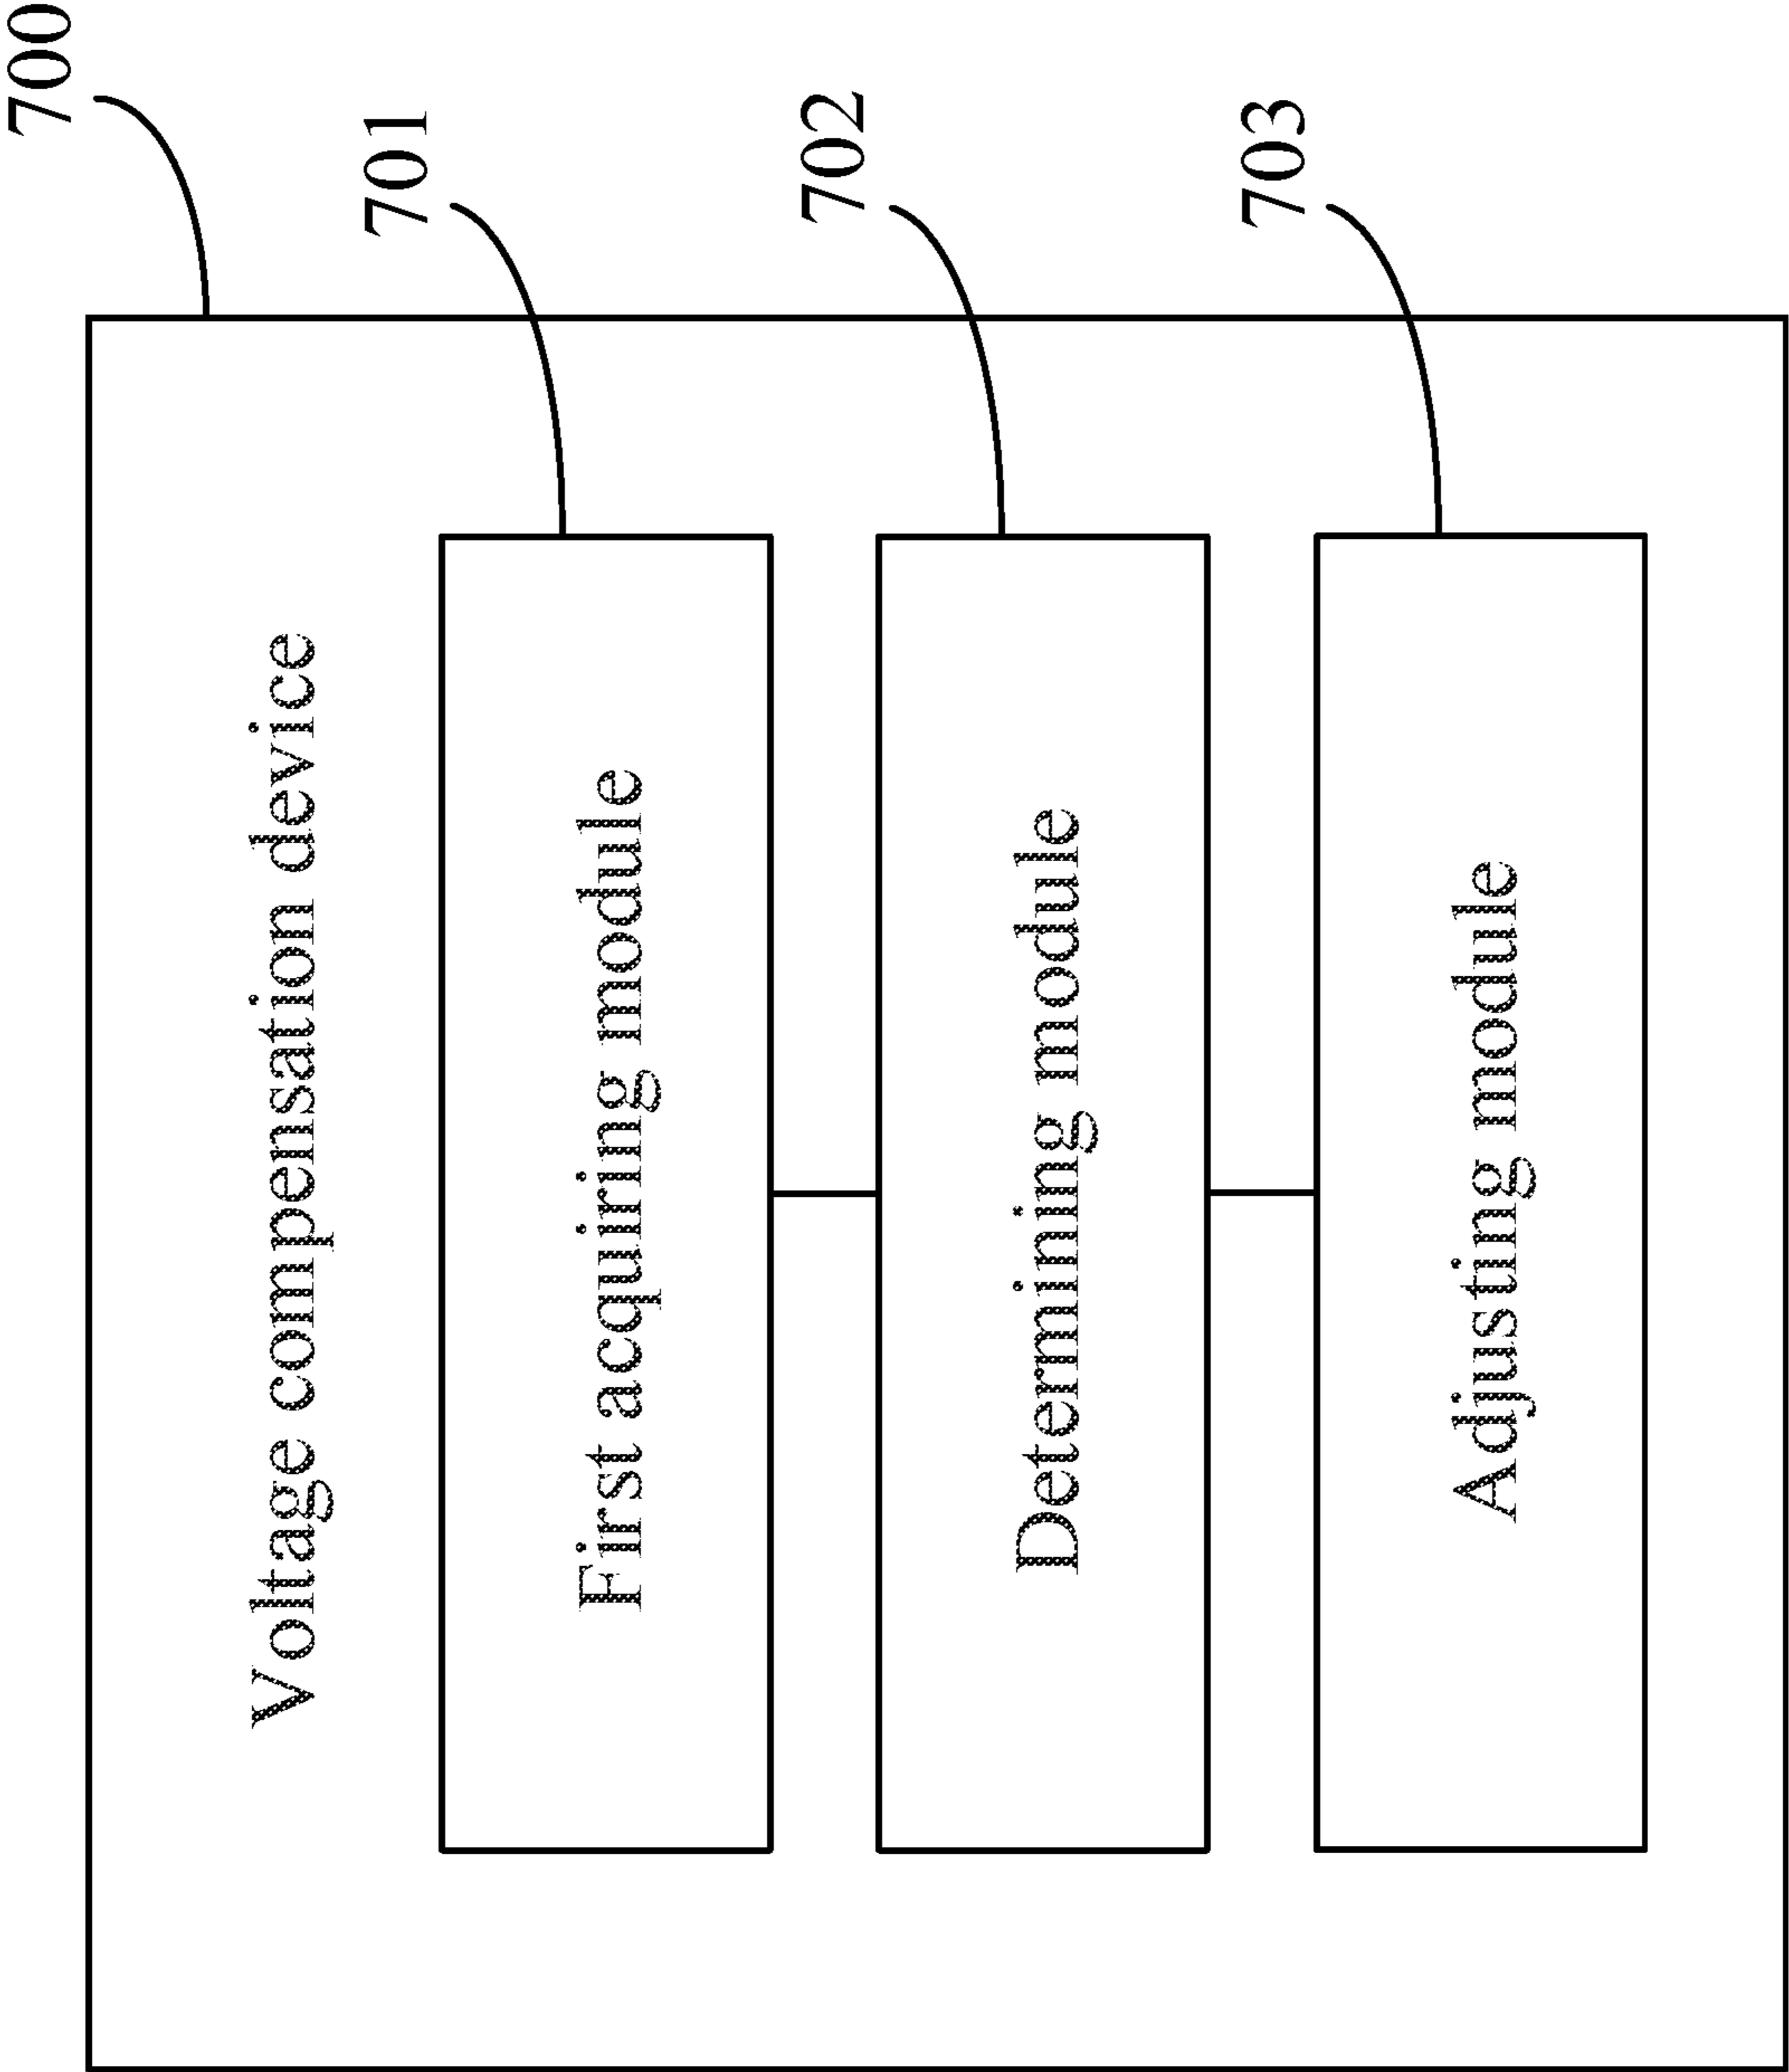 700
Voltage compensation device
701
First acquiring module
702
Determining module
703
Adjusting module